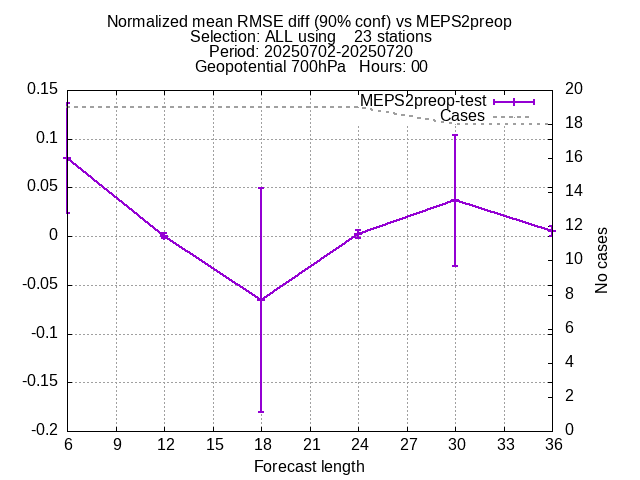 Normalized mean RMSE diff (90% conf) vs MEPS2preop
Selection: ALL using    23 stations
Period: 20250702-20250720
Geopotential 700hPa   Hours: 00
0.15
0.1
0.05
0
-0.05
-0.1
-0.15
-0.2
MEPS2preop-test
Cases
20
18
16
14
12
10
8
6
4
2
0
No cases
6 9 12 15 18 21 24 27 30 33 36
Forecast length